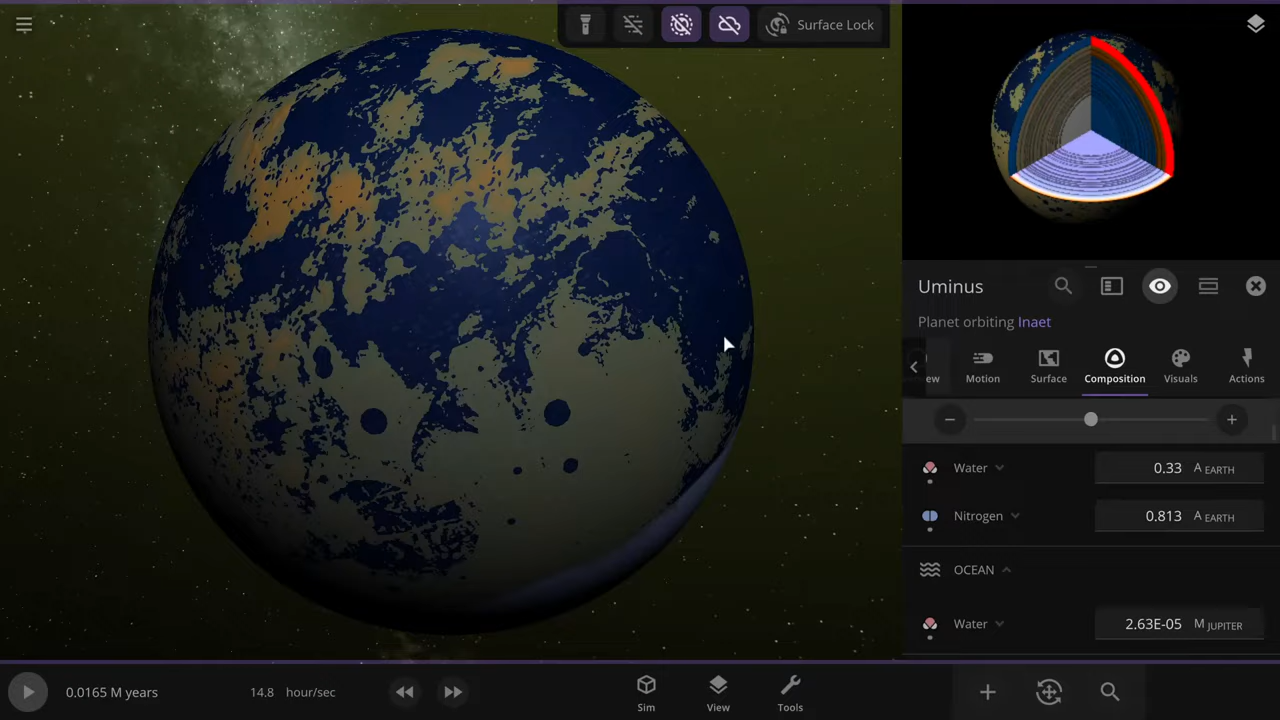 Surface Lock
Uminus
Planet orbiting Inaet
ew
Motion
Surface
Composition
Visuals
Actions
Water
0.33 A EARTH
Nitrogen
0.813 A EARTH
OCEAN
Water
2.63E-05 M JUPITER
0.0165 M years
14.8 hour/sec
Sim
View
Tools